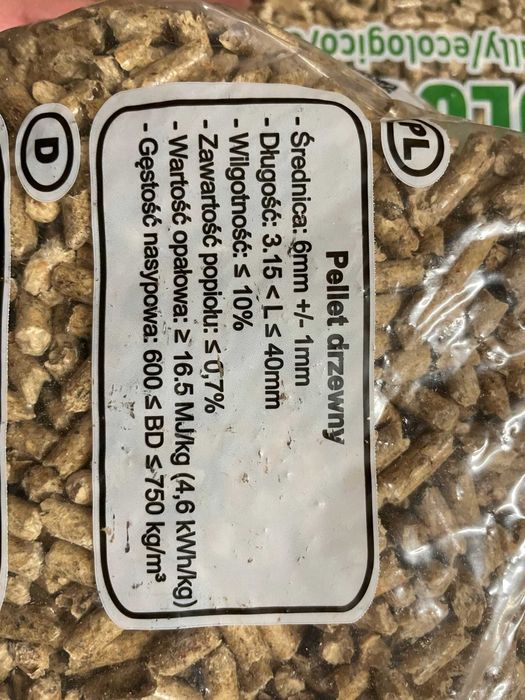 PL
Pellet drzewny
- Średnica: 6mm +/- 1mm
- Długość: 3.15 < L ≤ 40mm
- Wilgotność: ≤ 10%
- Zawartość popiołu: ≤ 0,7%
- Wartość opałowa: ≥ 16.5 MJ/kg (4,6 kWh/kg)
- Gęstość nasypowa: 600 ≤ BD ≤ 750 kg/m³
D